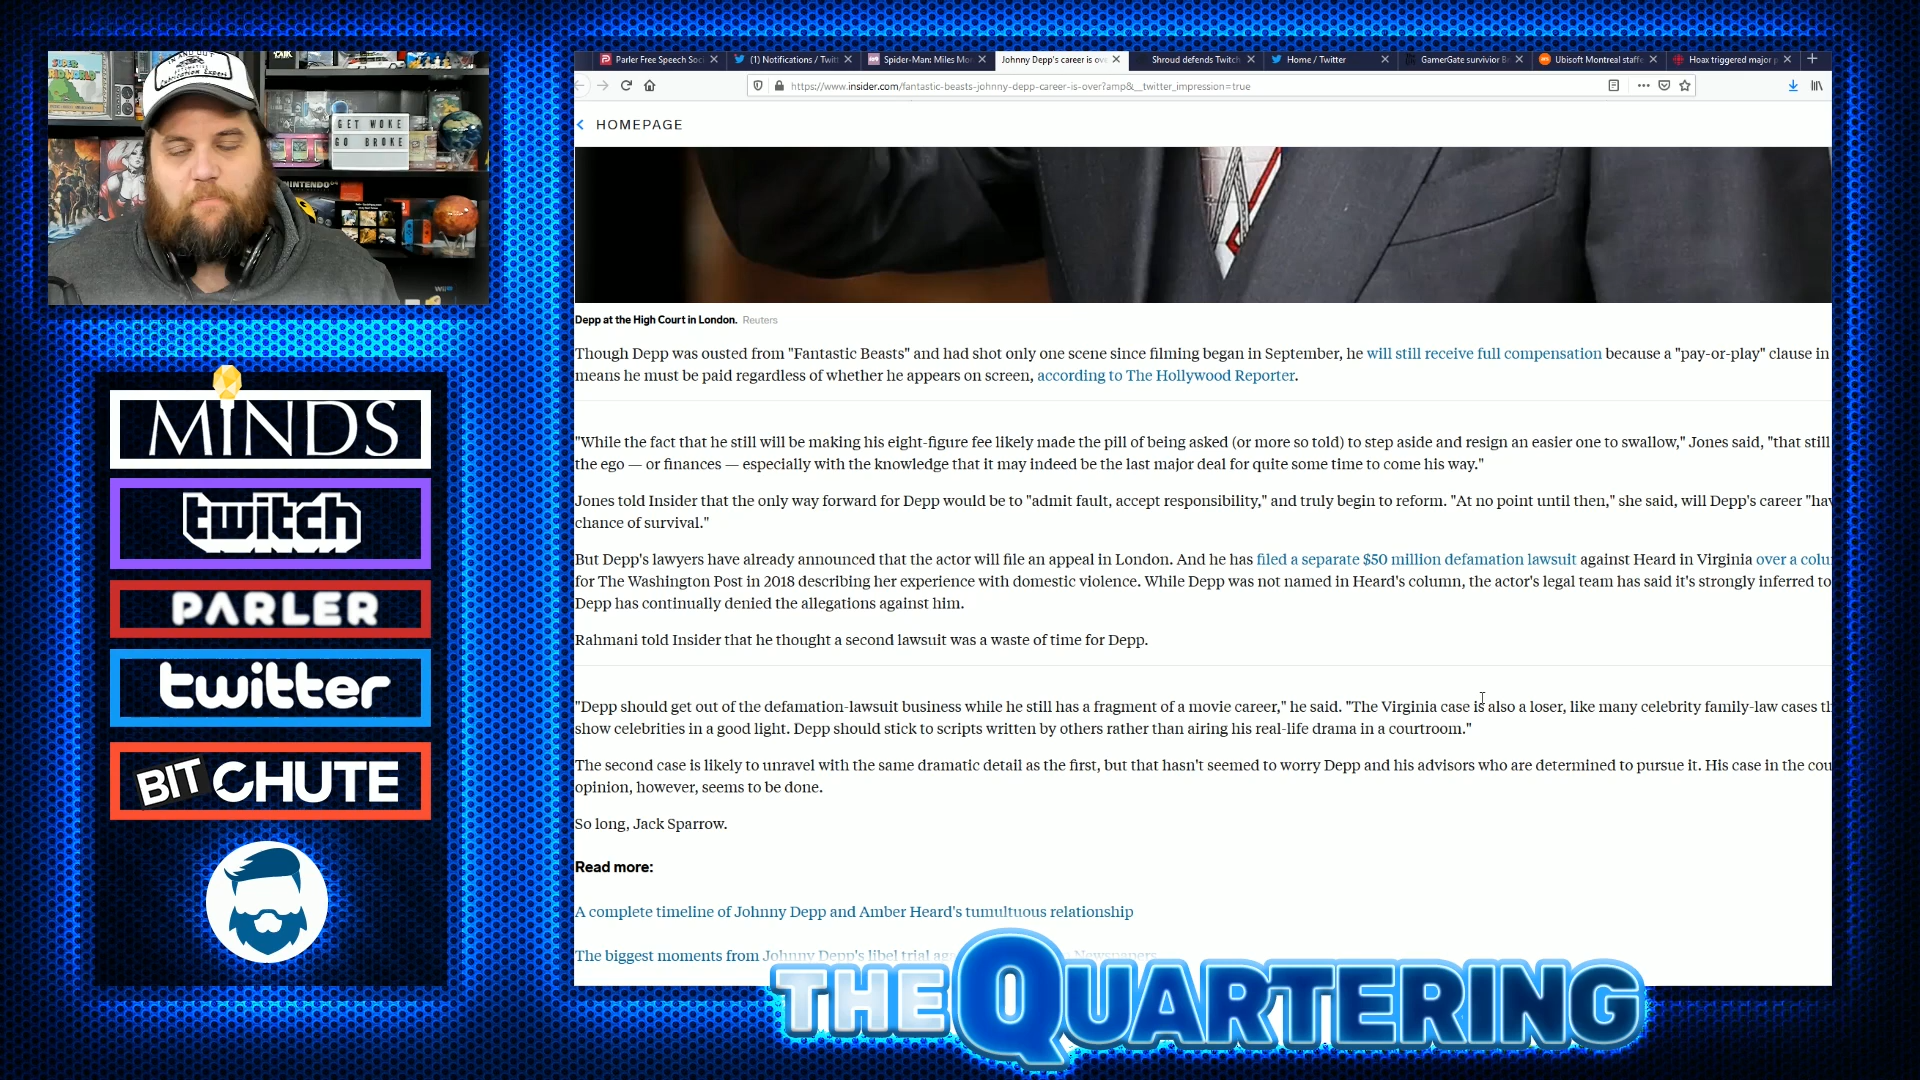 Parler Free Speech Soc
(1) Notifications / Twitt
Spider-Man: Miles Mor
Johnny Depp's career is ove
Shroud defends Twitch
Home / Twitter
GamerGate survivior B
Ubisoft Montreal staffe
Hoax triggered major p
https://www.insider.com/fantastic-beasts-johnny-depp-career-is-over?amp&__twitter_impression=true
HOMEPAGE
Depp at the High Court in London. Reuters
Though Depp was ousted from "Fantastic Beasts" and had shot only one scene since filming began in September, he will still receive full compensation because a "pay-or-play" clause in
means he must be paid regardless of whether he appears on screen, according to The Hollywood Reporter.
"While the fact that he still will be making his eight-figure fee likely made the pill of being asked (or more so told) to step aside and resign an easier one to swallow," Jones said, "that still
the ego — or finances — especially with the knowledge that it may indeed be the last major deal for quite some time to come his way."
Jones told Insider that the only way forward for Depp would be to "admit fault, accept responsibility," and truly begin to reform. "At no point until then," she said, will Depp's career "hav
chance of survival."
But Depp's lawyers have already announced that the actor will file an appeal in London. And he has filed a separate $50 million defamation lawsuit against Heard in Virginia over a colu
for The Washington Post in 2018 describing her experience with domestic violence. While Depp was not named in Heard's column, the actor's legal team has said it's strongly inferred to
Depp has continually denied the allegations against him.
Rahmani told Insider that he thought a second lawsuit was a waste of time for Depp.
"Depp should get out of the defamation-lawsuit business while he still has a fragment of a movie career," he said. "The Virginia case is also a loser, like many celebrity family-law cases th
show celebrities in a good light. Depp should stick to scripts written by others rather than airing his real-life drama in a courtroom."
The second case is likely to unravel with the same dramatic detail as the first, but that hasn't seemed to worry Depp and his advisors who are determined to pursue it. His case in the cou
opinion, however, seems to be done.
So long, Jack Sparrow.
Read more:
A complete timeline of Johnny Depp and Amber Heard's tumultuous relationship
The biggest moments from Johnny Depp's libel trial aga Newspapers
THE QUARTERING
SUPER
GET WOKE
GO BROKE
NINTENDO
WiiU
MINDS
twitch
PARLER
twitter
BITCHUTE